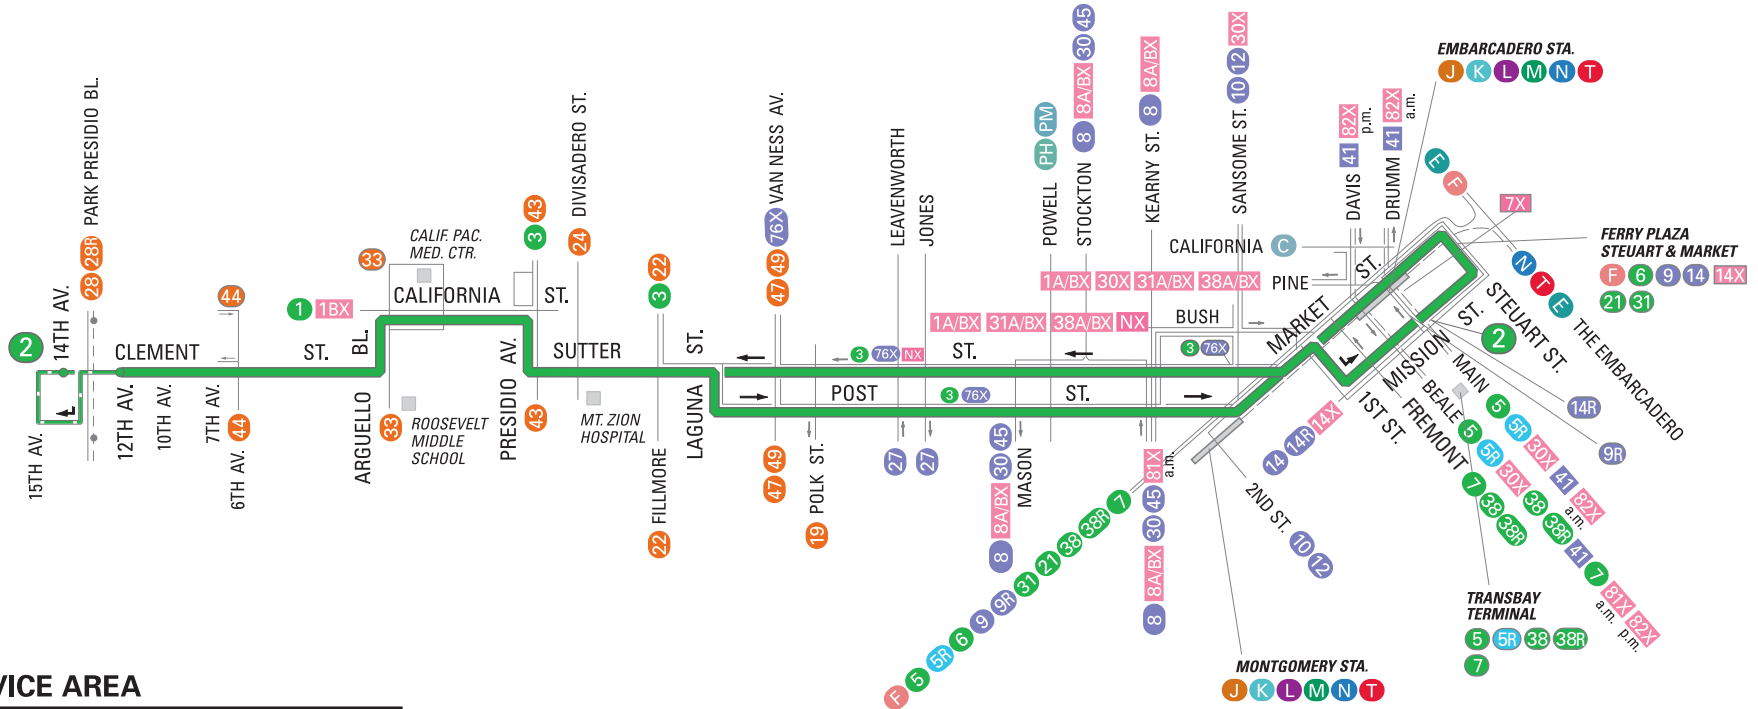 EMBARCADERO STA.
J K L M N T
8 8A/BX 30 45
8 8A/BX
10 12 30X
41 82X
p.m.
41 82X
a.m.
PARK PRESIDIO BL.
28 28R
14TH AV.
2
15TH AV.
CLEMENT ST.
12TH AV.
10TH AV.
7TH AV.
44
6TH AV. 44
1 1BX
33
CALIF. PAC.
MED. CTR.
CALIFORNIA ST.
ARGUELLO BL.
33
ROOSEVELT
MIDDLE
SCHOOL
3 43
PRESIDIO AV.
43
DIVISADERO ST.
24
SUTTER ST.
MT. ZION
HOSPITAL
22
3
22 FILLMORE
LAGUNA ST.
47 49 76X VAN NESS AV.
47 49
19 POLK ST.
3 76X NX
POST ST.
3 76X
LEAVENWORTH
27
JONES
27
PH PM
POWELL
STOCKTON
KEARNY ST.
SANSOME ST.
DAVIS
DRUMM
CALIFORNIA C
1A/BX 30X 31A/BX 38A/BX PINE
1A/BX 31A/BX 38A/BX NX BUSH
3 76X
8 8A/BX 30 45
MASON
81X
a.m.
8 8A/BX 30 45
F 5 5R 6 9 9R 31 21 38 38R 7
MARKET ST.
MISSION ST.
1ST ST.
FREMONT
7 38 38R
BEALE
5 5R 30X 38 38R 41 7 81X 82X
a.m. p.m.
MAIN
5 5R 30X 41 82X
a.m.
2
STEUART ST.
THE EMBARCADERO
E F
N T E
7X
FERRY PLAZA
STEUART & MARKET
F 6 9 14 14X
21 31
14R
9R
14 14R 14X
2ND ST. 10 12
MONTGOMERY STA.
J K L M N T
TRANSBAY
TERMINAL
5 5R 38 38R
7
VICE AREA